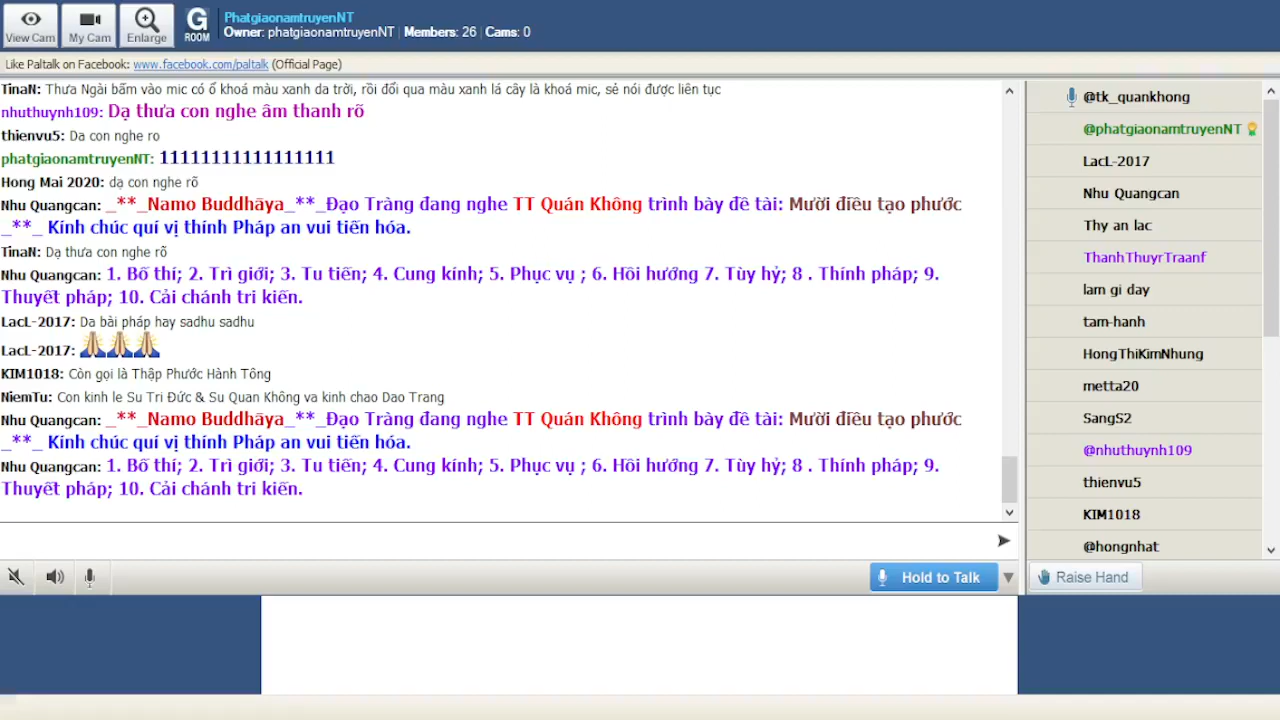 View Cam
My Cam
Enlarge
G
ROOM
PhatgiaonamtruyenNT
Owner: phatgiaonamtruyenNT | Members: 26 | Cams: 0
Like Paltalk on Facebook: www.facebook.com/paltalk (Official Page)
TinaN: Thưa Ngài bấm vào mic có ổ khoá màu xanh da trời, rồi đổi qua màu xanh lá cây là khoá mic, sẻ nói được liên tục
nhuthuynh109: Dạ thưa con nghe âm thanh rõ
thienvu5: Da con nghe ro
phatgiaonamtruyenNT: 11111111111111111
Hong Mai 2020: dạ con nghe rõ
Nhu Quangcan: _**_Namo Buddhāya_**_Đạo Tràng đang nghe TT Quán Không trình bày đề tài: Mười điều tạo phước
_**_ Kính chúc quí vị thính Pháp an vui tiến hóa.
TinaN: Dạ thưa con nghe rõ
Nhu Quangcan: 1. Bố thí; 2. Trì giới; 3. Tu tiến; 4. Cung kính; 5. Phục vụ ; 6. Hồi hướng 7. Tùy hỷ; 8 . Thính pháp; 9.
Thuyết pháp; 10. Cải chánh tri kiến.
LacL-2017: Da bài pháp hay sadhu sadhu
LacL-2017:
KIM1018: Còn gọi là Thập Phước Hành Tông
NiemTu: Con kinh le Su Tri Đức & Su Quan Không va kinh chao Dao Trang
Nhu Quangcan: _**_Namo Buddhāya_**_Đạo Tràng đang nghe TT Quán Không trình bày đề tài: Mười điều tạo phước
_**_ Kính chúc quí vị thính Pháp an vui tiến hóa.
Nhu Quangcan: 1. Bố thí; 2. Trì giới; 3. Tu tiến; 4. Cung kính; 5. Phục vụ ; 6. Hồi hướng 7. Tùy hỷ; 8 . Thính pháp; 9.
Thuyết pháp; 10. Cải chánh tri kiến.
Hold to Talk
@tk_quankhong
@phatgiaonamtruyenNT
LacL-2017
Nhu Quangcan
Thy an lac
ThanhThuyrTraanf
lam gi day
tam-hanh
HongThiKimNhung
metta20
SangS2
@nhuthuynh109
thienvu5
KIM1018
@hongnhat
Raise Hand